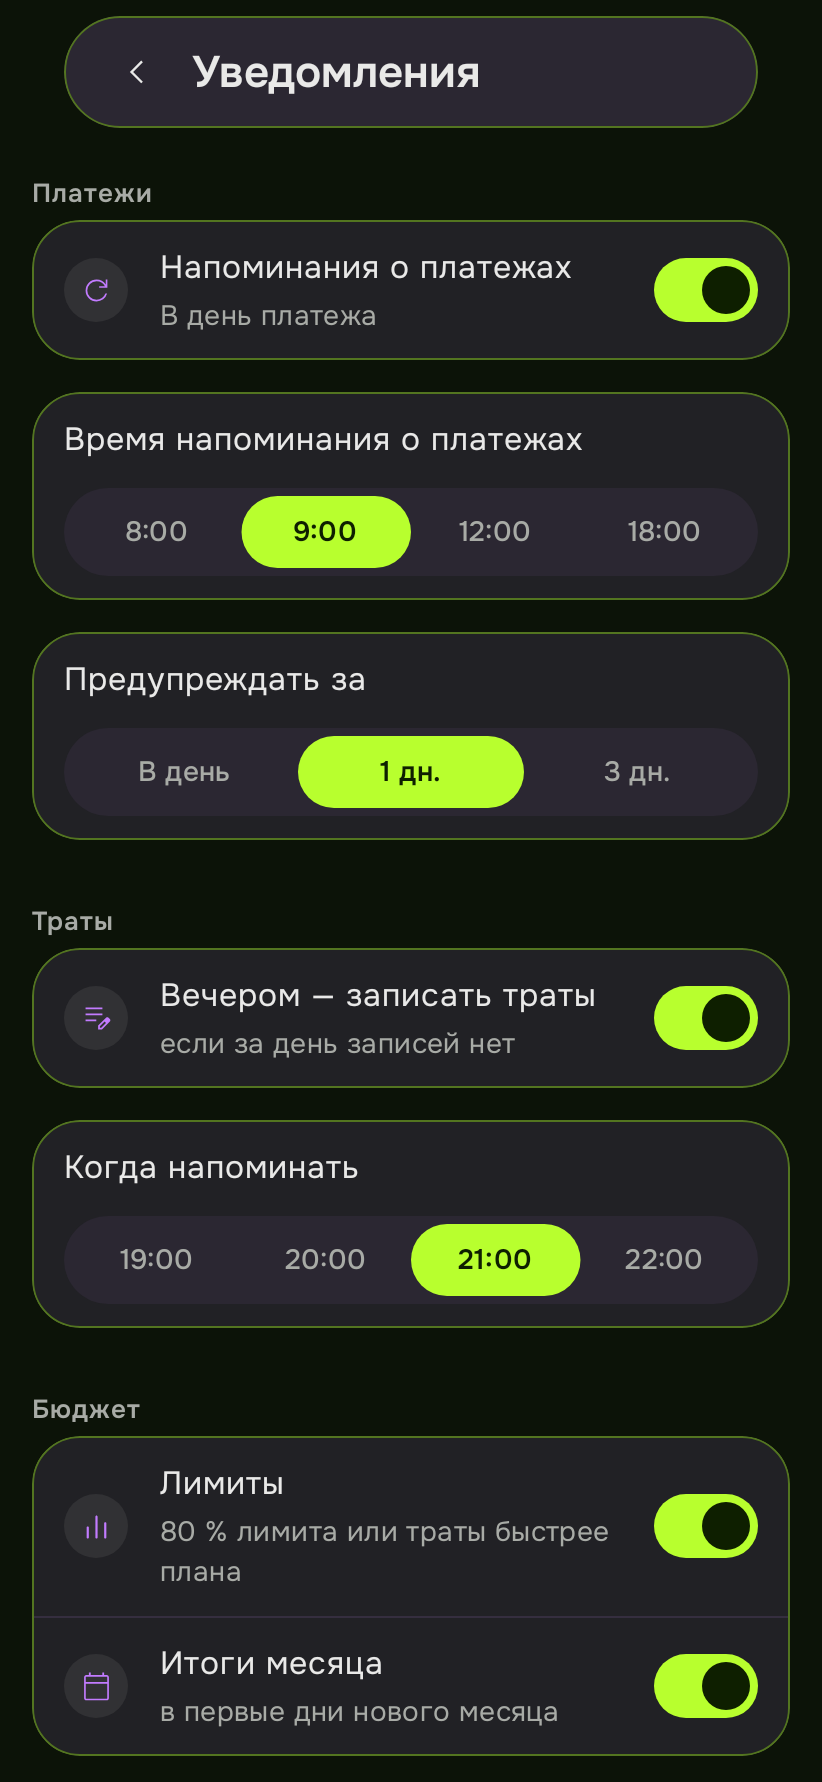 Уведомления
Платежи
Напоминания о платежах
В день платежа
Время напоминания о платежах
8:00 9:00 12:00 18:00
Предупреждать за
В день 1 дн. 3 дн.
Траты
Вечером — записать траты
если за день записей нет
Когда напоминать
19:00 20:00 21:00 22:00
Бюджет
Лимиты
80 % лимита или траты быстрее
плана
Итоги месяца
в первые дни нового месяца